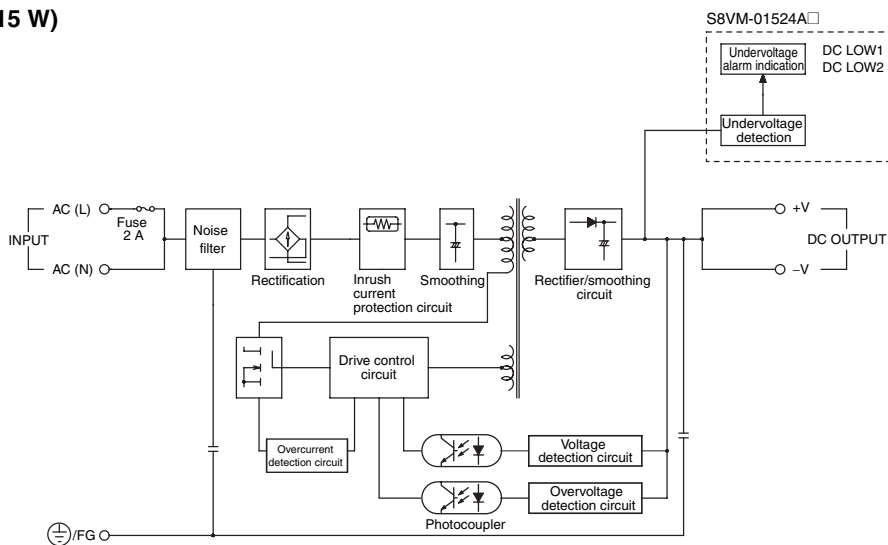 15 W)
S8VM-01524A□
Undervoltage
alarm indication
DC LOW1
DC LOW2
Undervoltage
detection
INPUT
AC (L)
Fuse
2 A
AC (N)
Noise
filter
Rectification
Inrush
current
protection circuit
Smoothing
Rectifier/smoothing
circuit
+V
DC OUTPUT
–V
Drive control
circuit
Overcurrent
detection circuit
Voltage
detection circuit
Overvoltage
detection circuit
Photocoupler
/FG